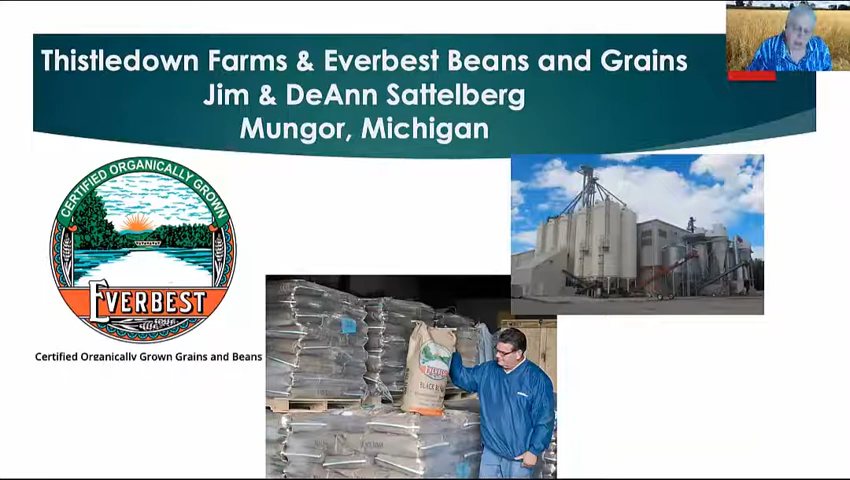 Thistledown Farms & Everbest Beans and Grains
Jim & DeAnn Sattelberg
Mungor, Michigan
CERTIFIED ORGANICALLY GROWN
EVERBEST
Certified Organically Grown Grains and Beans
EVERBEST
BLACK